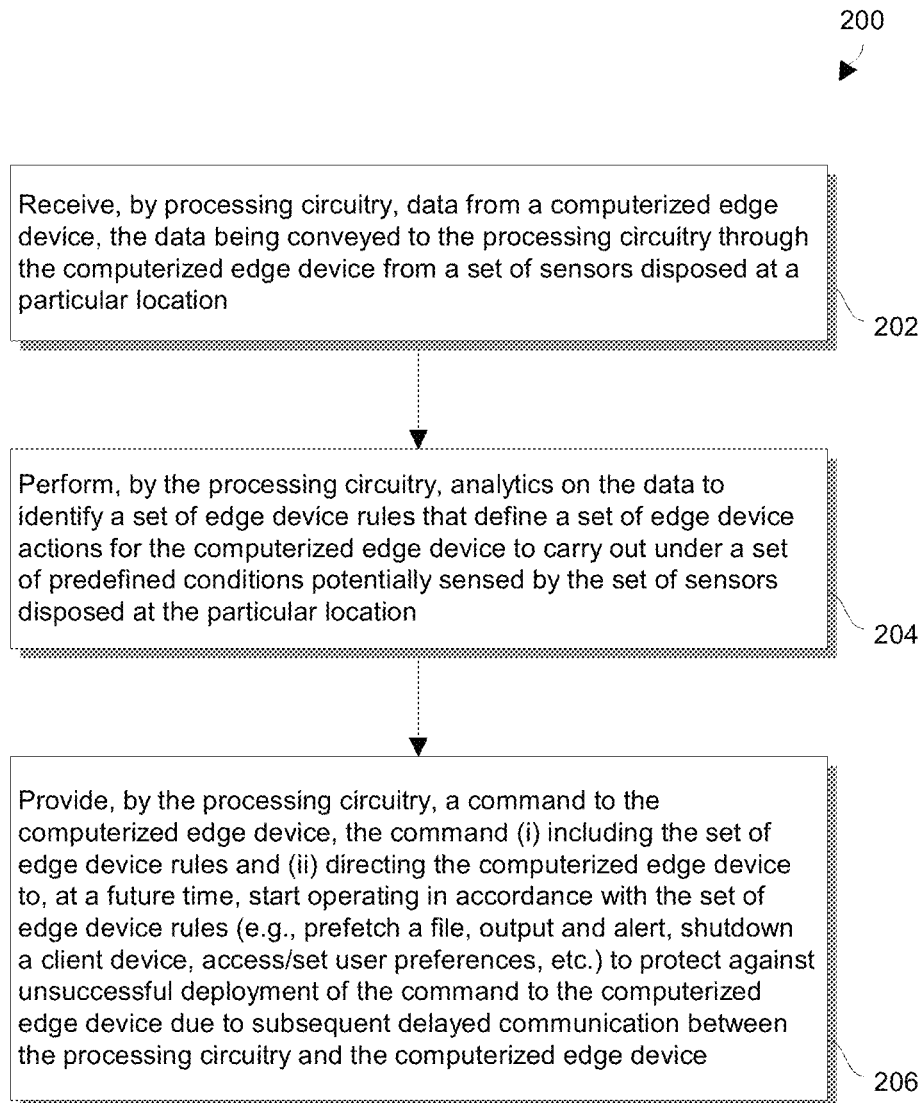 200
Receive, by processing circuitry, data from a computerized edge
device, the data being conveyed to the processing circuitry through
the computerized edge device from a set of sensors disposed at a
particular location
202
Perform, by the processing circuitry, analytics on the data to
identify a set of edge device rules that define a set of edge device
actions for the computerized edge device to carry out under a set
of predefined conditions potentially sensed by the set of sensors
disposed at the particular location
204
Provide, by the processing circuitry, a command to the
computerized edge device, the command (i) including the set of
edge device rules and (ii) directing the computerized edge device
to, at a future time, start operating in accordance with the set of
edge device rules (e.g., prefetch a file, output and alert, shutdown
a client device, access/set user preferences, etc.) to protect against
unsuccessful deployment of the command to the computerized
edge device due to subsequent delayed communication between
the processing circuitry and the computerized edge device
206